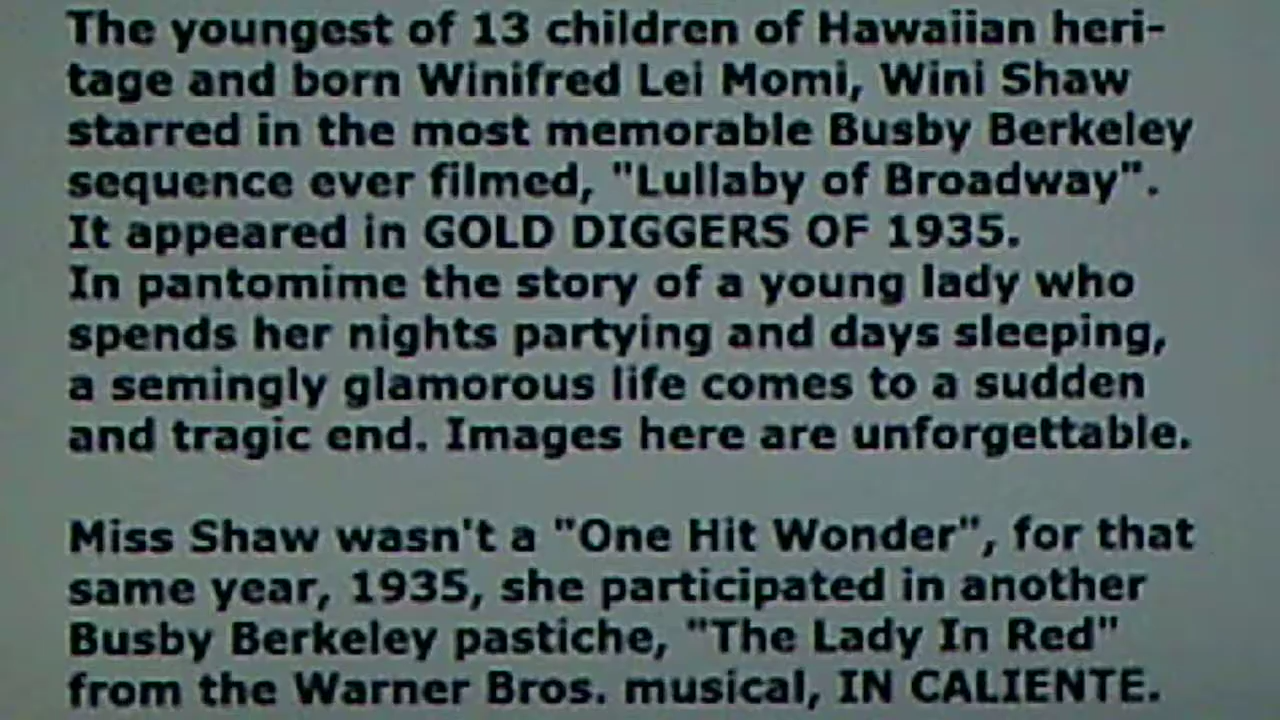 The youngest of 13 children of Hawaiian heri-
tage and born Winifred Lei Momi, Wini Shaw
starred in the most memorable Busby Berkeley
sequence ever filmed, "Lullaby of Broadway".
It appeared in GOLD DIGGERS OF 1935.
In pantomime the story of a young lady who
spends her nights partying and days sleeping,
a semingly glamorous life comes to a sudden
and tragic end. Images here are unforgettable.
Miss Shaw wasn't a "One Hit Wonder", for that
same year, 1935, she participated in another
Busby Berkeley pastiche, "The Lady In Red"
from the Warner Bros. musical, IN CALIENTE.